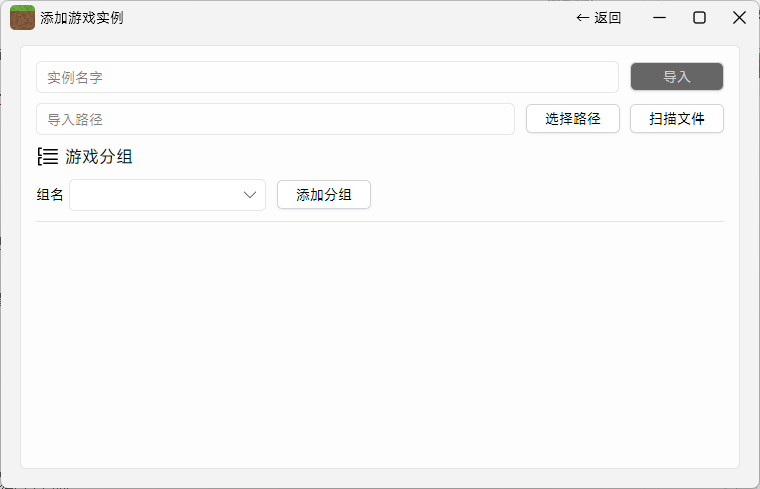 添加游戏实例 ← 返回
实例名字 导入
导入路径 选择路径 扫描文件
游戏分组
组名 添加分组